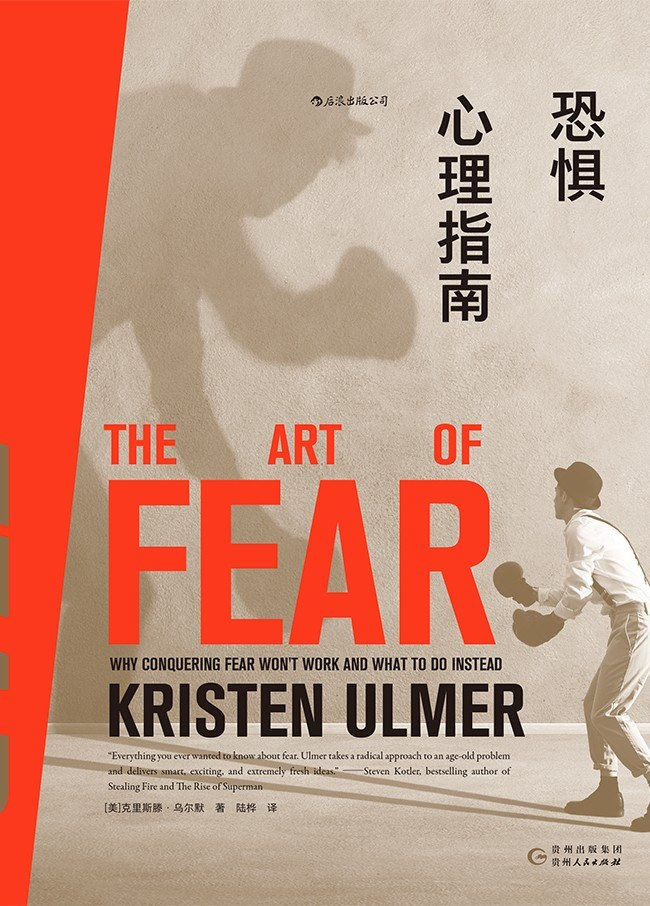 后浪出版公司
恐惧
心理指南
THE ART OF
FEAR
WHY CONQUERING FEAR WON'T WORK AND WHAT TO DO INSTEAD
KRISTEN ULMER
“Everything you ever wanted to know about fear. Ulmer takes a radical approach to an age-old problem
and delivers smart, exciting, and extremely fresh ideas.” ——Steven Kotler, bestselling author of
Stealing Fire and The Rise of Superman
[美]克里斯滕·乌尔默 著 陆桦 译
贵州出版集团
贵州人民出版社